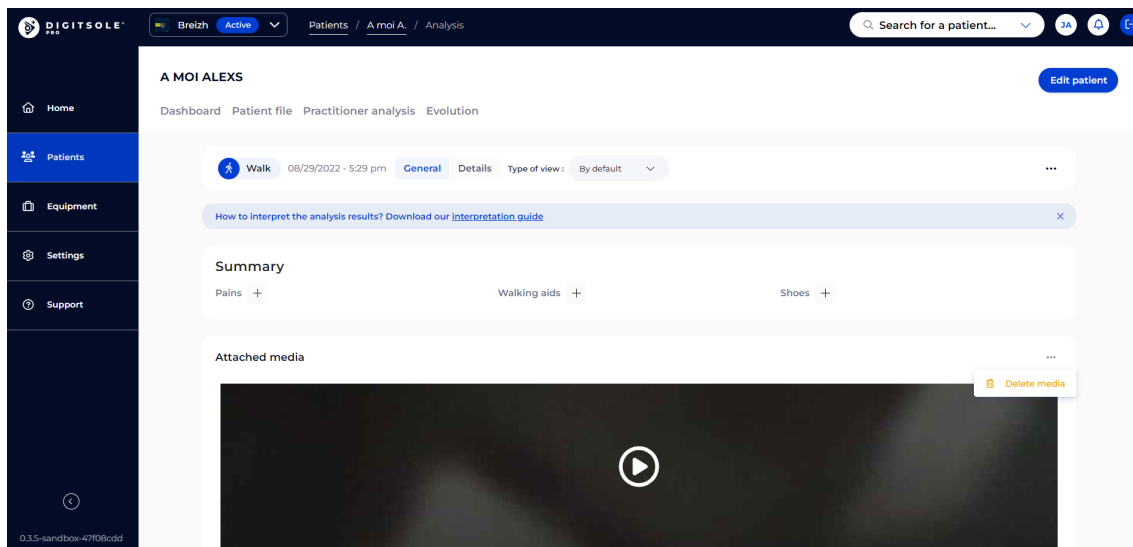 DIGITSOLE®
PRO
Breizh Active
Patients / A moi A. / Analysis
Search for a patient...
JA
Home
Patients
Equipment
Settings
Support
0.3.5-sandbox-47f08cdd
A MOI ALEXS
Edit patient
Dashboard Patient file Practitioner analysis Evolution
Walk 08/29/2022 - 5:29 pm General Details Type of view : By default
How to interpret the analysis results? Download our interpretation guide
Summary
Pains + Walking aids + Shoes +
Attached media
Delete media